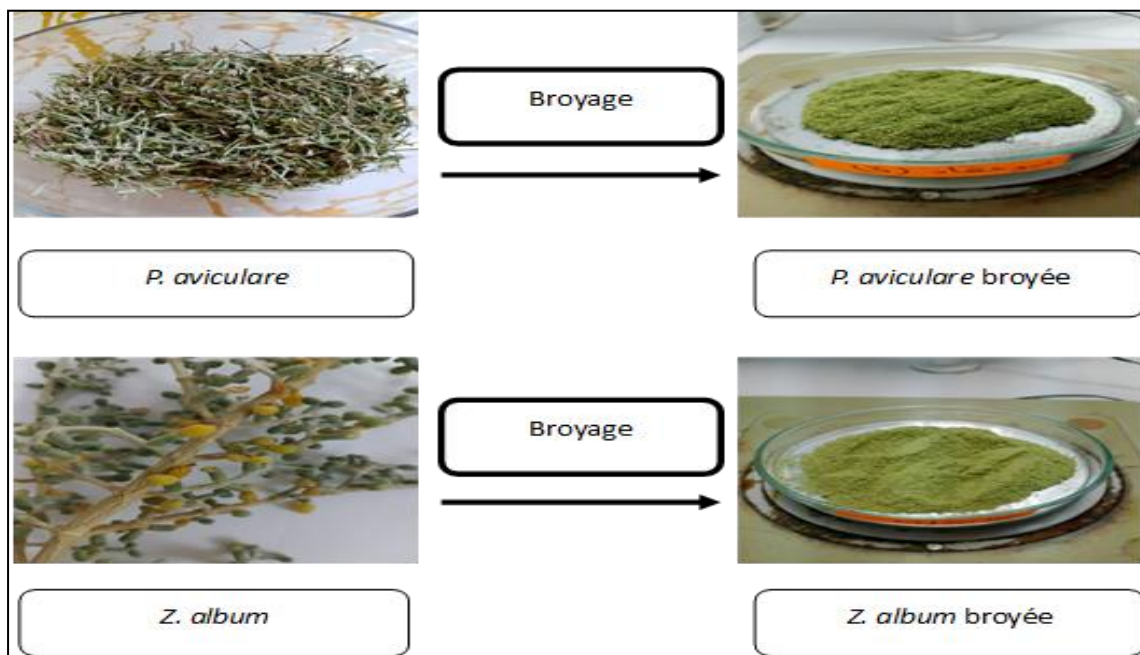 Broyage
P. aviculare
P. aviculare broyée
Broyage
Z. album
Z. album broyée